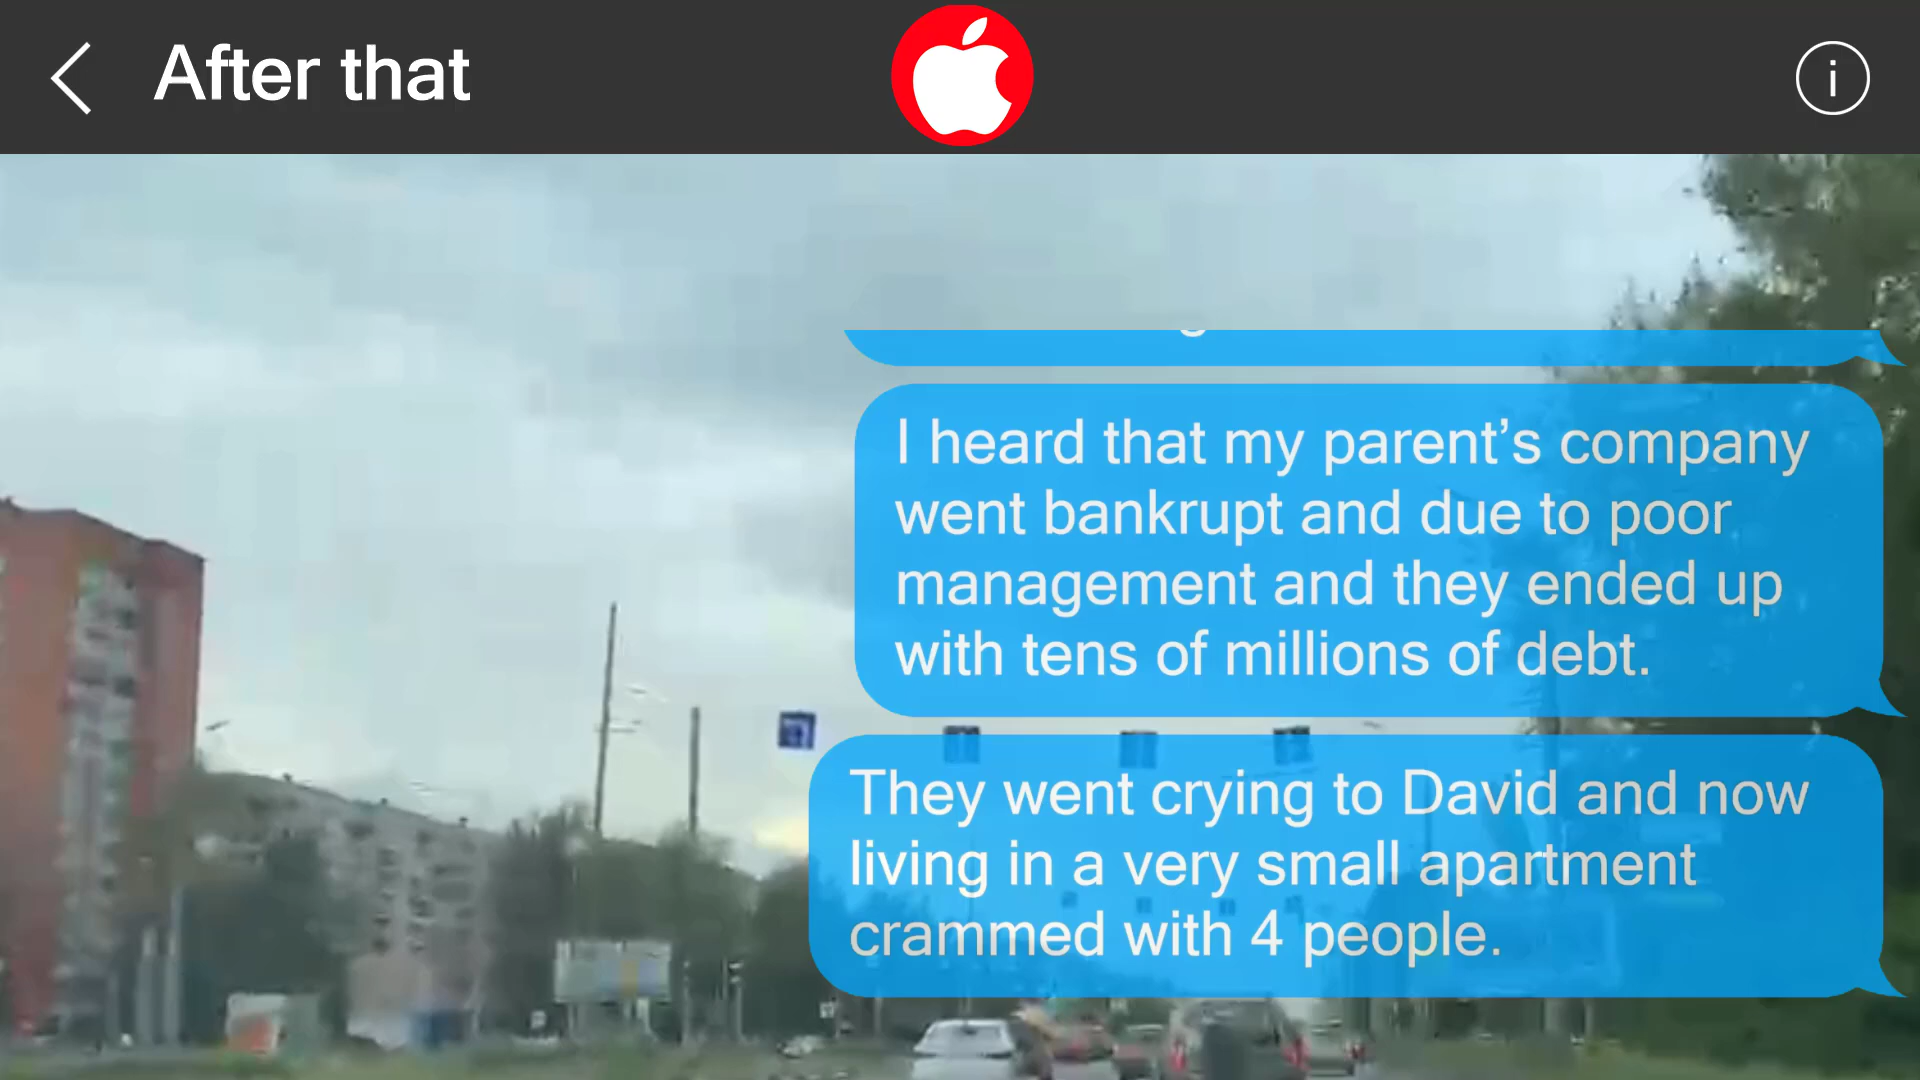 After that
I heard that my parent’s company
went bankrupt and due to poor
management and they ended up
with tens of millions of debt.
They went crying to David and now
living in a very small apartment
crammed with 4 people.